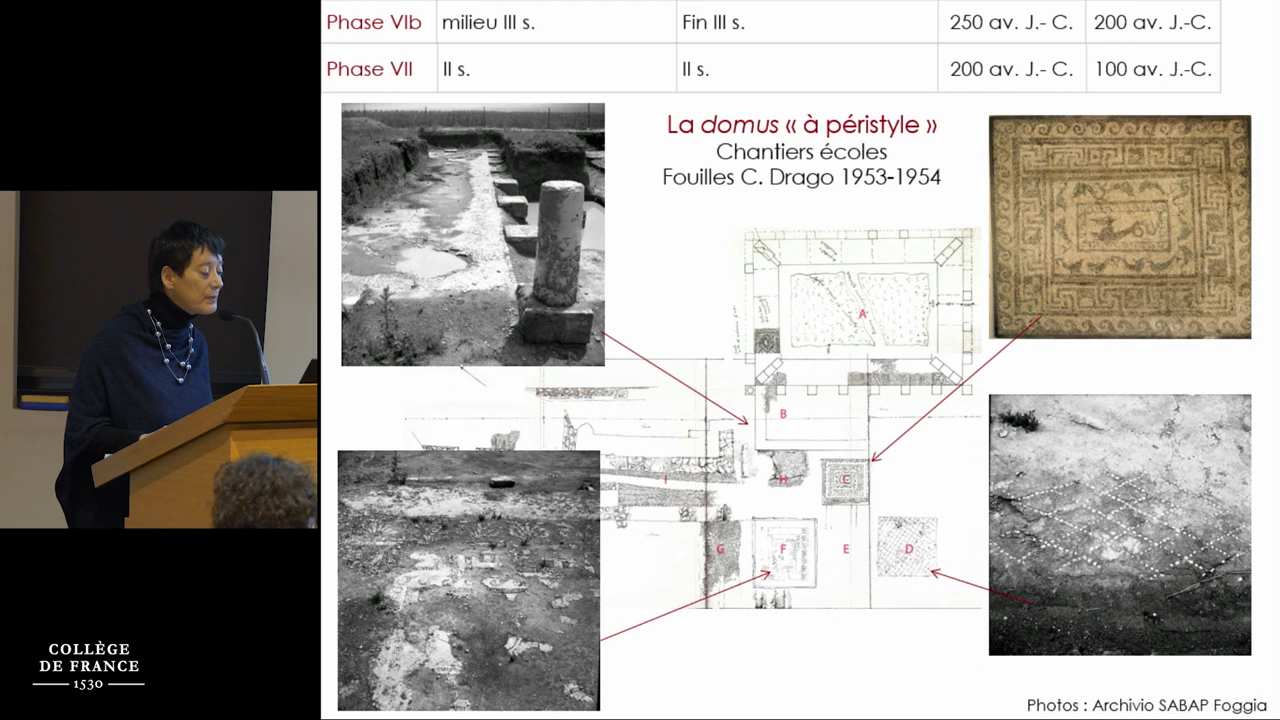 Phase VIb milieu III s. Fin III s. 250 av. J.- C. 200 av. J.-C.
Phase VII II s. II s. 200 av. J.- C. 100 av. J.-C.
La domus « à péristyle »
Chantiers écoles
Fouilles C. Drago 1953-1954
A
B
I
H
C
G
F
E
D
COLLÈGE
DE FRANCE
1530
Photos : Archivio SABAP Foggia